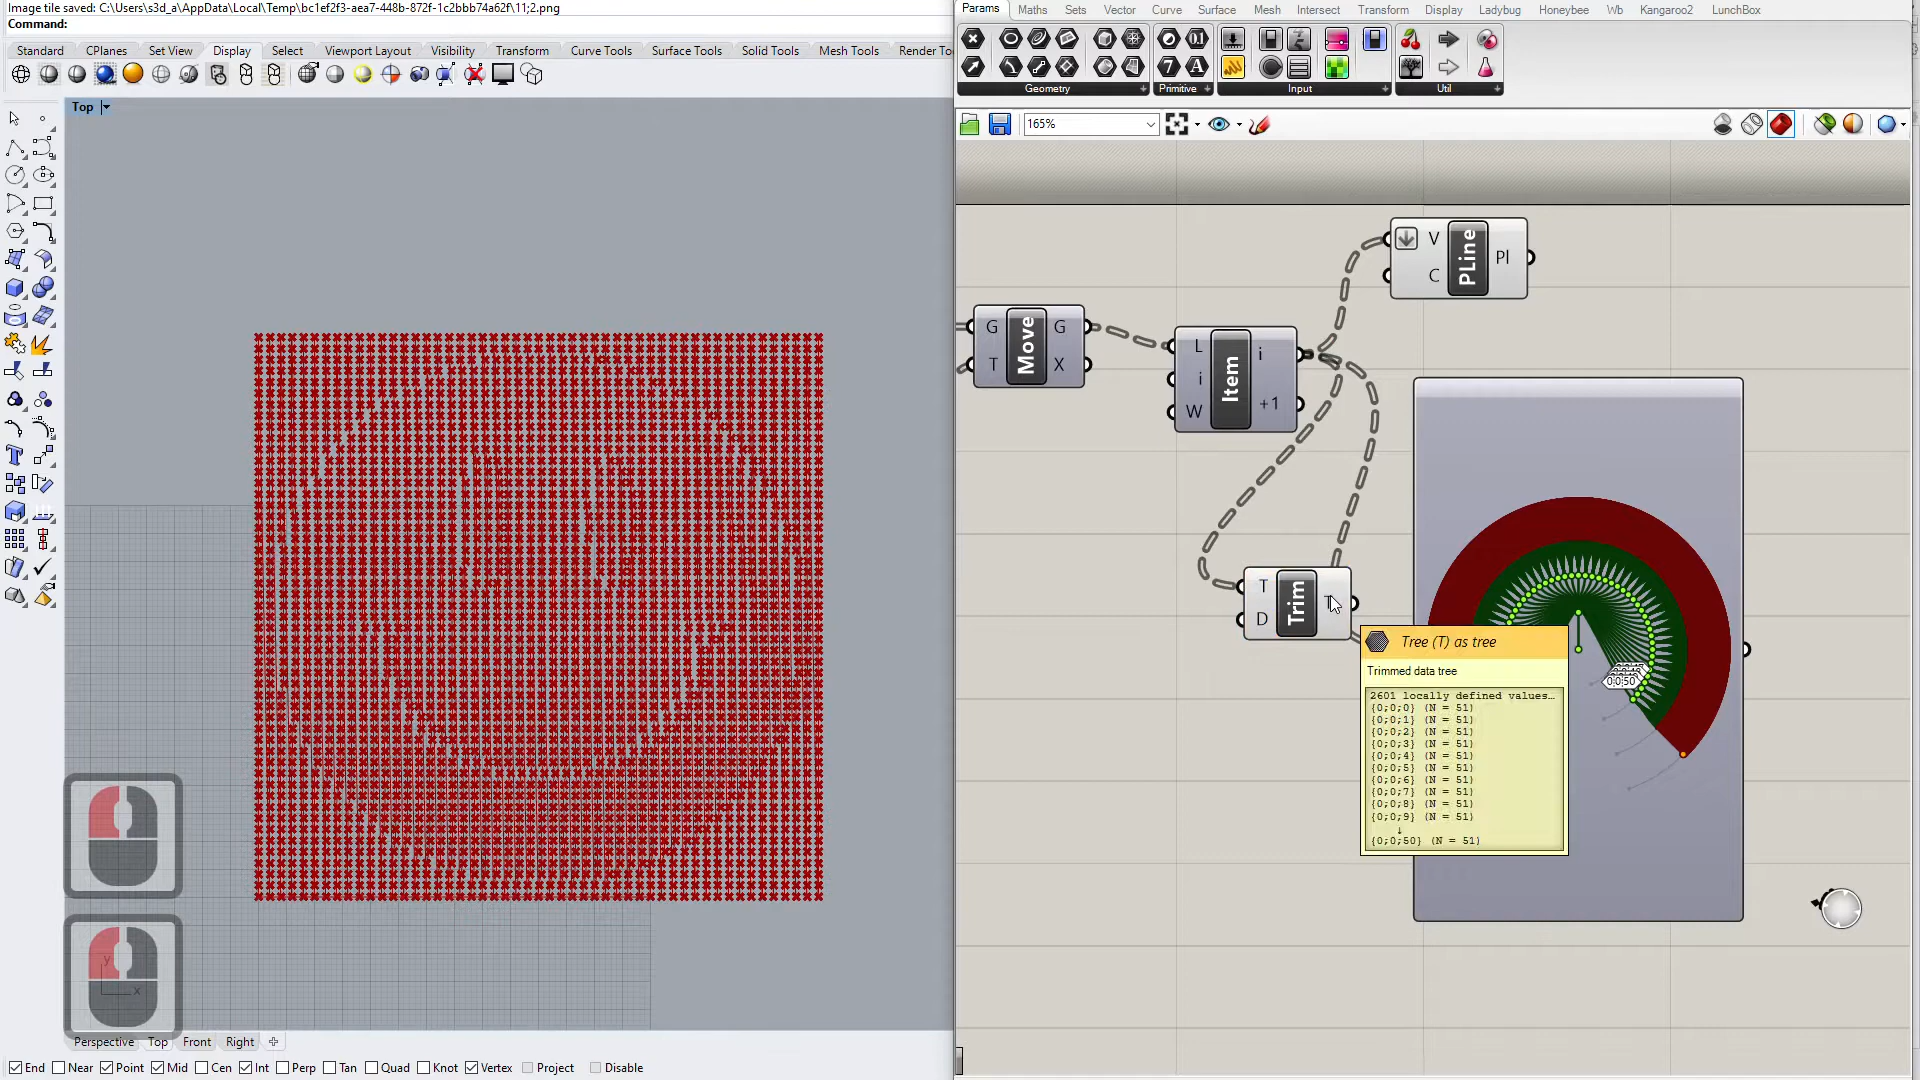 Image tile saved: C:\Users\s3d_a\AppData\Local\Temp\bc1ef2f3-aea7-448b-872f-1c2bbb74a62f\11;2.png
Command:
Standard CPlanes Set View Display Select Viewport Layout Visibility Transform Curve Tools Surface Tools Solid Tools Mesh Tools Render To
Top
Params Maths Sets Vector Curve Surface Mesh Intersect Transform Display Ladybug Honeybee Wb Kangaroo2 LunchBox
Geometry Primitive Input Util
165%
V PLine Pl
C
G Move G
T X
L Item i
i
W +1
T Trim
D
Tree (T) as tree
Trimmed data tree
2601 locally defined values…
{0;0;0} (N = 51)
{0;0;1} (N = 51)
{0;0;2} (N = 51)
{0;0;3} (N = 51)
{0;0;4} (N = 51)
{0;0;5} (N = 51)
{0;0;6} (N = 51)
{0;0;7} (N = 51)
{0;0;8} (N = 51)
{0;0;9} (N = 51)
↓
{0;0;50} (N = 51)
0:0:50
y
x
Perspective Top Front Right
End Near Point Mid Cen Int Perp Tan Quad Knot Vertex Project Disable